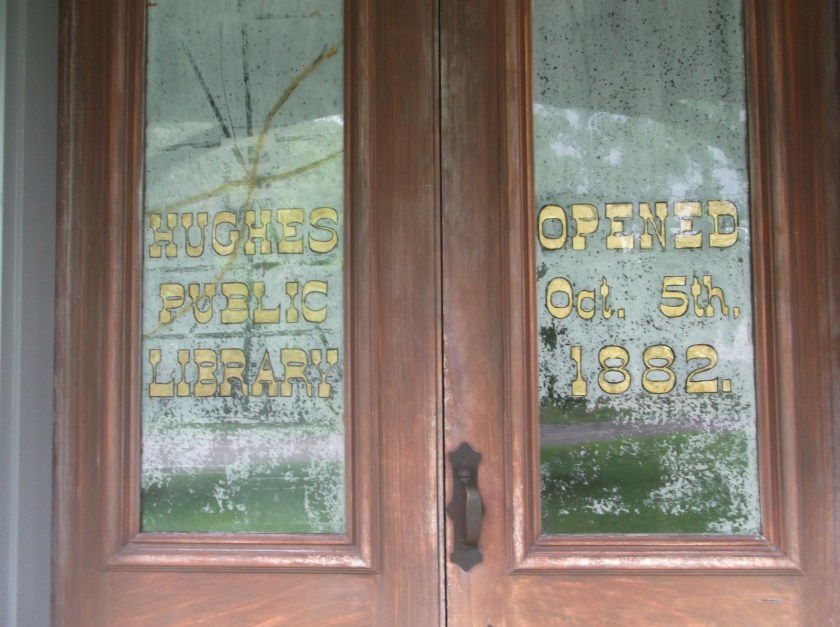 HUGHES
PUBLIC
LIBRARY
OPENED
Oct. 5th,
1882.